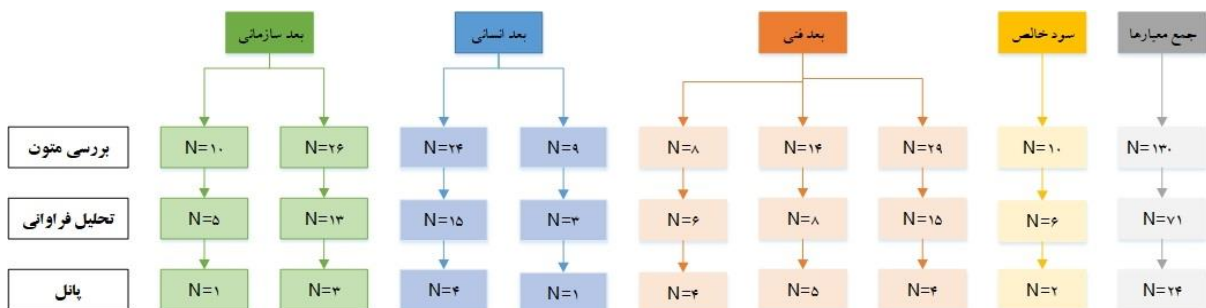 جمع معیارها
سود خالص
بعد فنی
بعد انسانی
بعد سازمانی
بررسی متون
N=۱۰
N=۲۶
N=۲۴
N=۹
N=۸
N=۱۴
N=۲۹
N=۱۰
N=۱۳۰
تحلیل فراوانی
N=۵
N=۱۳
N=۱۵
N=۳
N=۶
N=۸
N=۱۵
N=۶
N=۷۱
پانل
N=۱
N=۳
N=۴
N=۱
N=۴
N=۵
N=۴
N=۲
N=۲۴